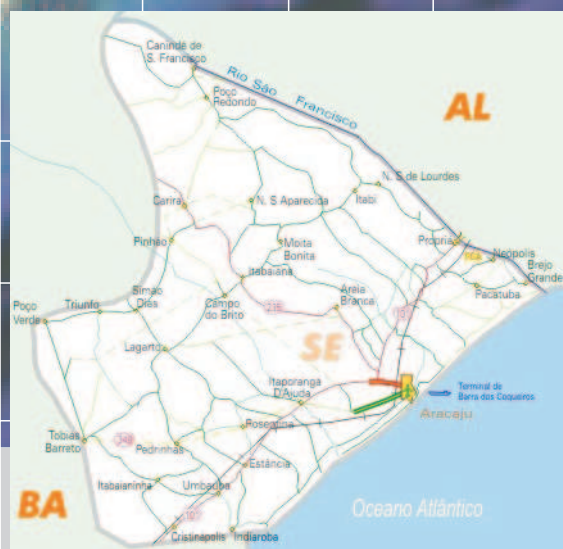 Canindé de
S. Francisco
Rio São Francisco
Poço
Redondo
AL
N. S. de Lourdes
Carira
N. S Aparecida
Itabi
Pinhão
Moita
Bonita
Propriá
FCA
Neópolis
Brejo
Grande
Itabaiana
Simão
Dias
Areia
Branca
Pacatuba
Poço
Verde
Triunfo
Campo
do Brito
235
101
Lagarto
SE
Itaporanga
D'Ajuda
Terminal de
Barra dos Coqueiros
Aracaju
Tobias
Barreto
349
Pedrinhas
Rosentina
Estância
Itabaianinha
Umbaúba
BA
101
Oceano Atlântico
Cristinápolis
Indiaroba